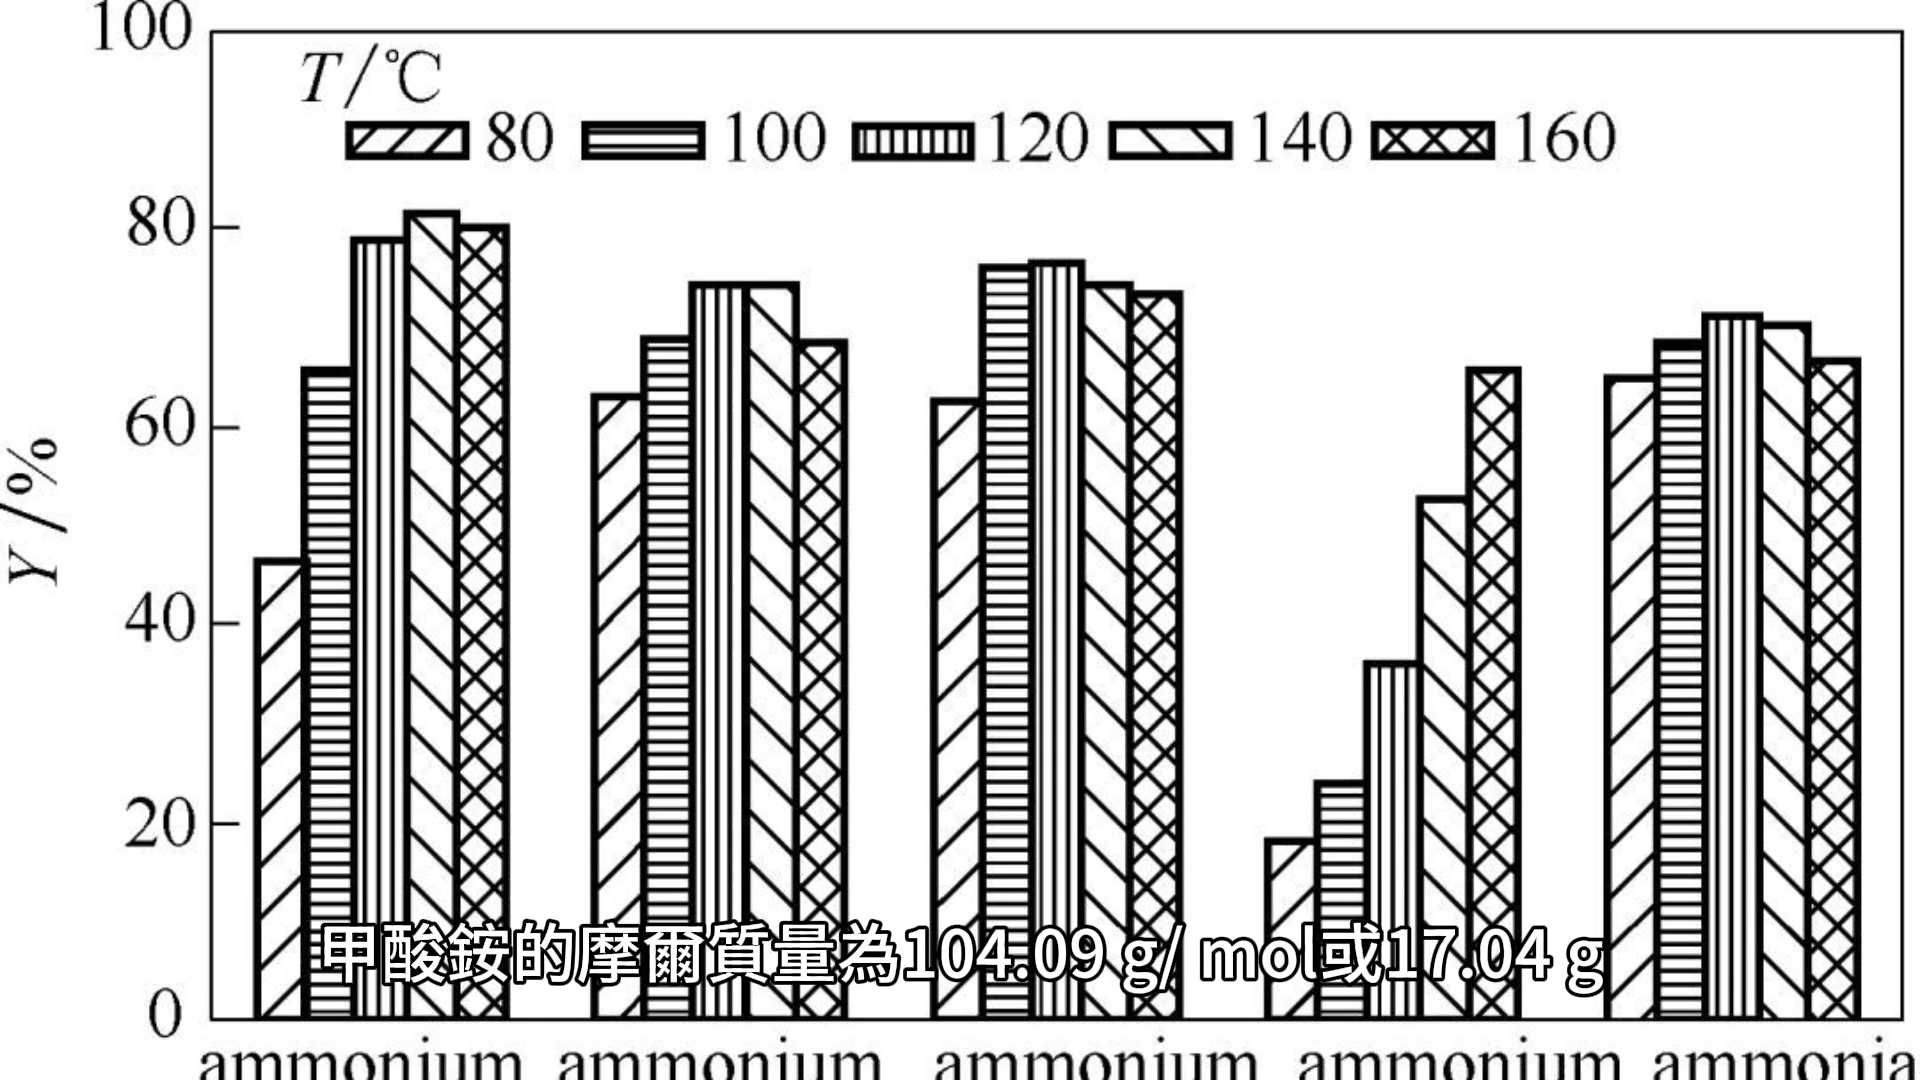 100
T/℃
80 100 120 140 160
80
60
Y/%
40
20
甲酸銨的摩爾質量為104.09 g/ mol或17.04 g
0
ammonium ammonium ammonium ammonium ammonia